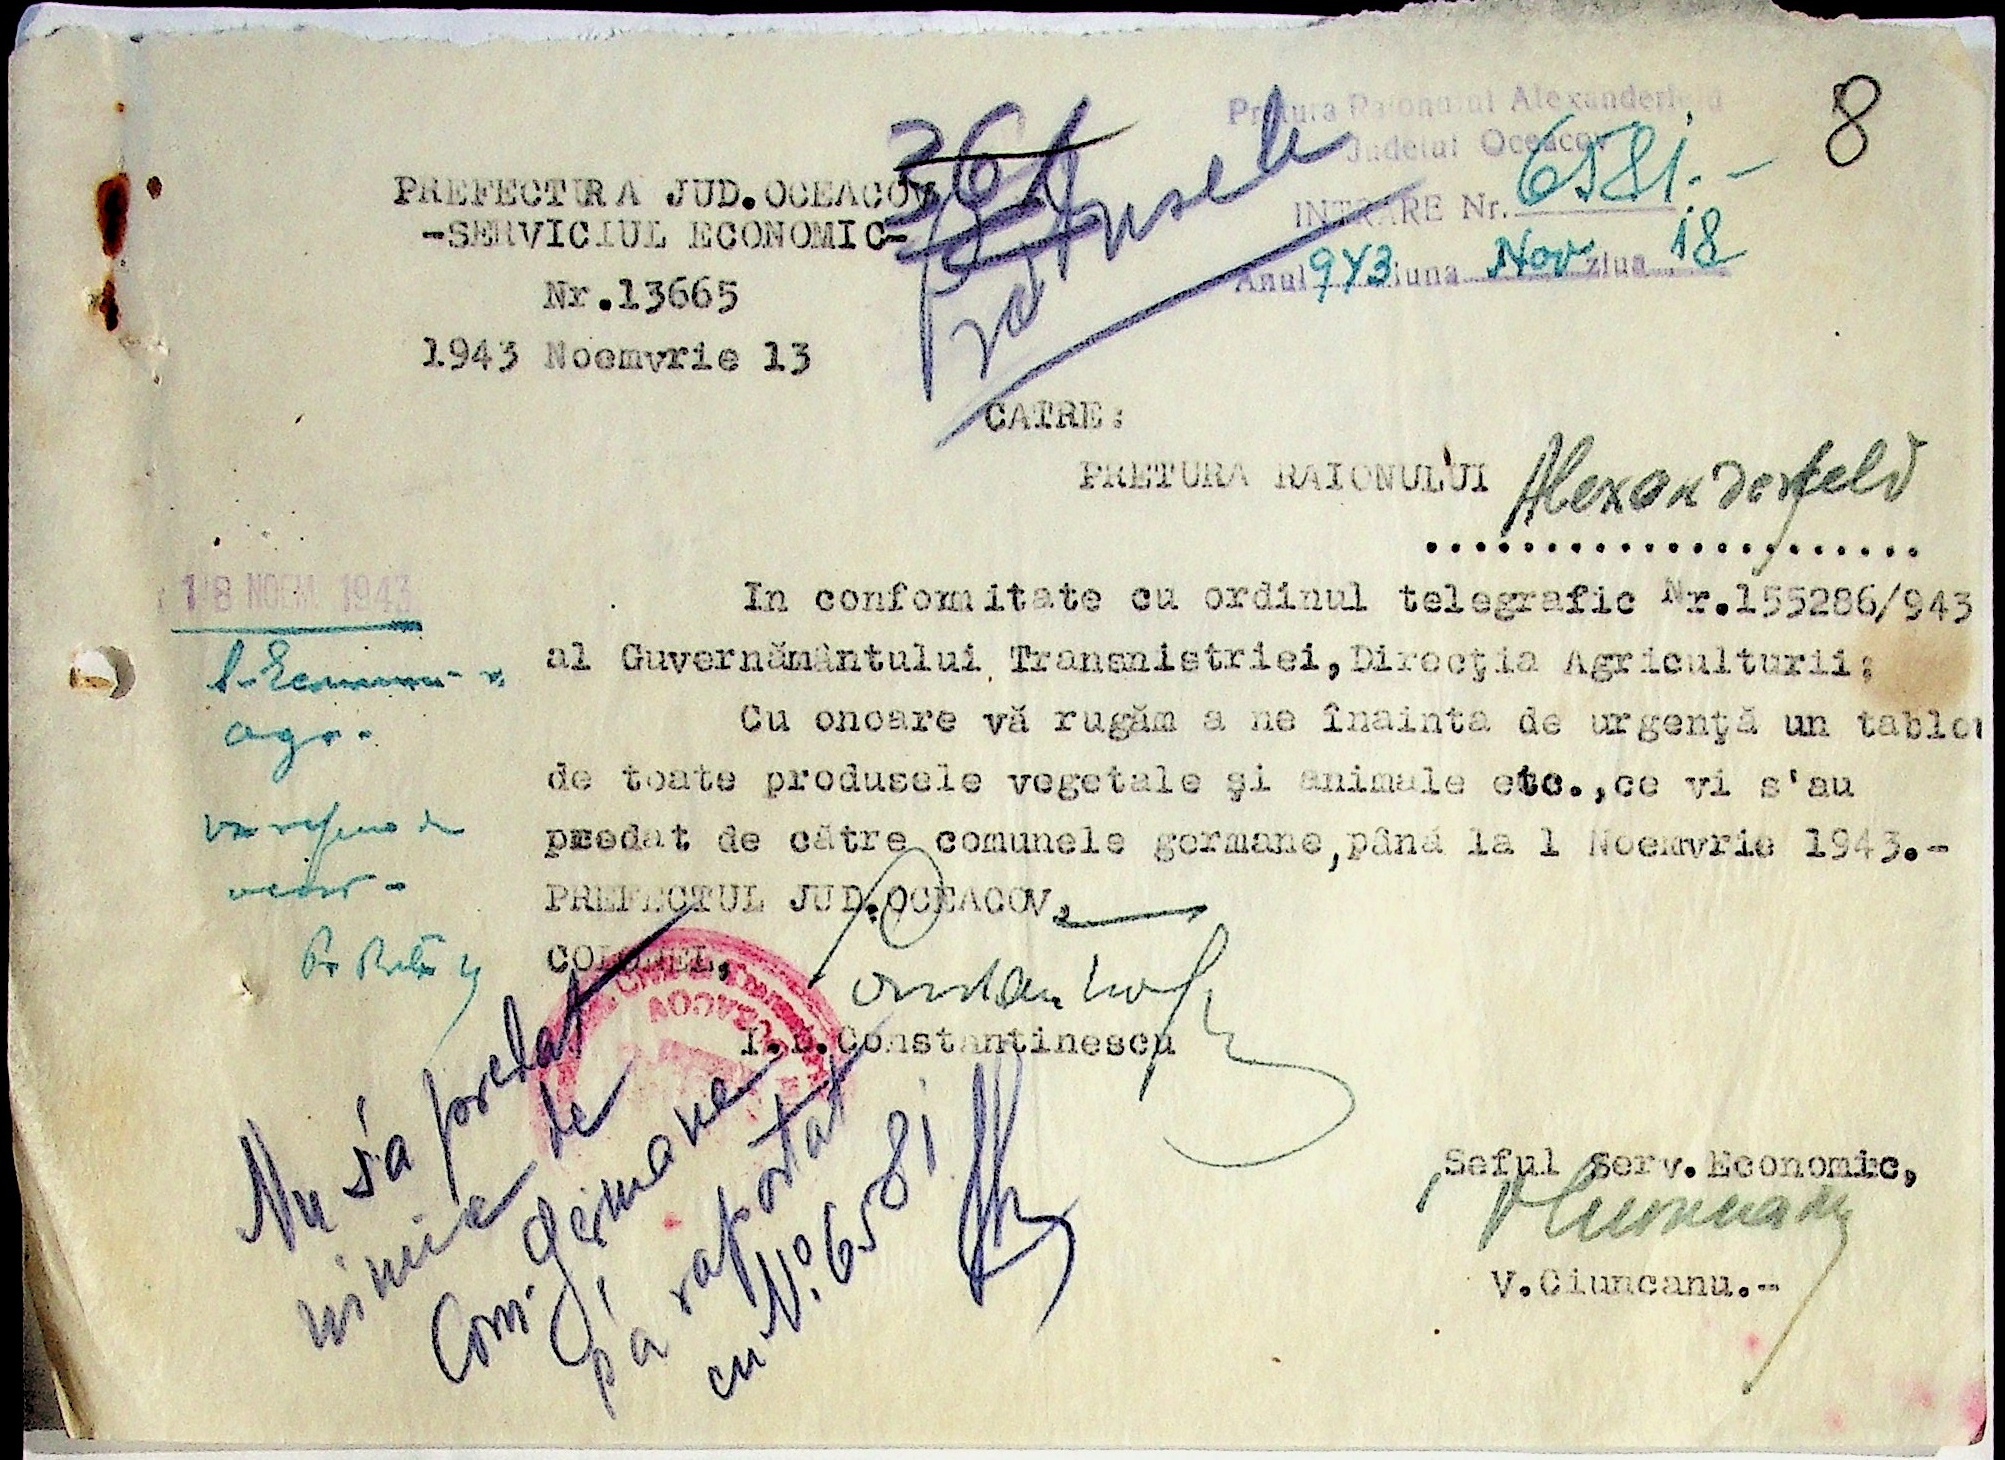 8
Pretura Raionului Alexanderfeld
Judetul Oceacov
INTRARE Nr. 6581.-
Anul 943 luna Nov ziua 18
361
Produsele
PREFECTURA JUD.OCEACOV
-SERVICIUL ECONOMIC-
Nr.13665
1943 Noemvrie 13
CATRE:
PRETURA RAIONULUI Alexanderfeld
.....................
18 NOEM. 1943
In conformitate cu ordinul telegrafic Nr.155286/943
al Guvernământului Transnistriei,Direcţia Agriculturii;
Cu onoare vă rugăm a ne înainta de urgenţă un tablou
de toate produsele vegetale şi animale etc.,ce vi s'au
predat de către comunele germane,până la 1 Noemvrie 1943.-
PREFECTUL JUD.OCEACOV,
COLONEL,
Constantinescu
agr.
Nu s'a predat
nimic de
Com. germane
s'a raportat
cu No. 6581
Seful Serv.Economic,
V.Ciuncanu.-